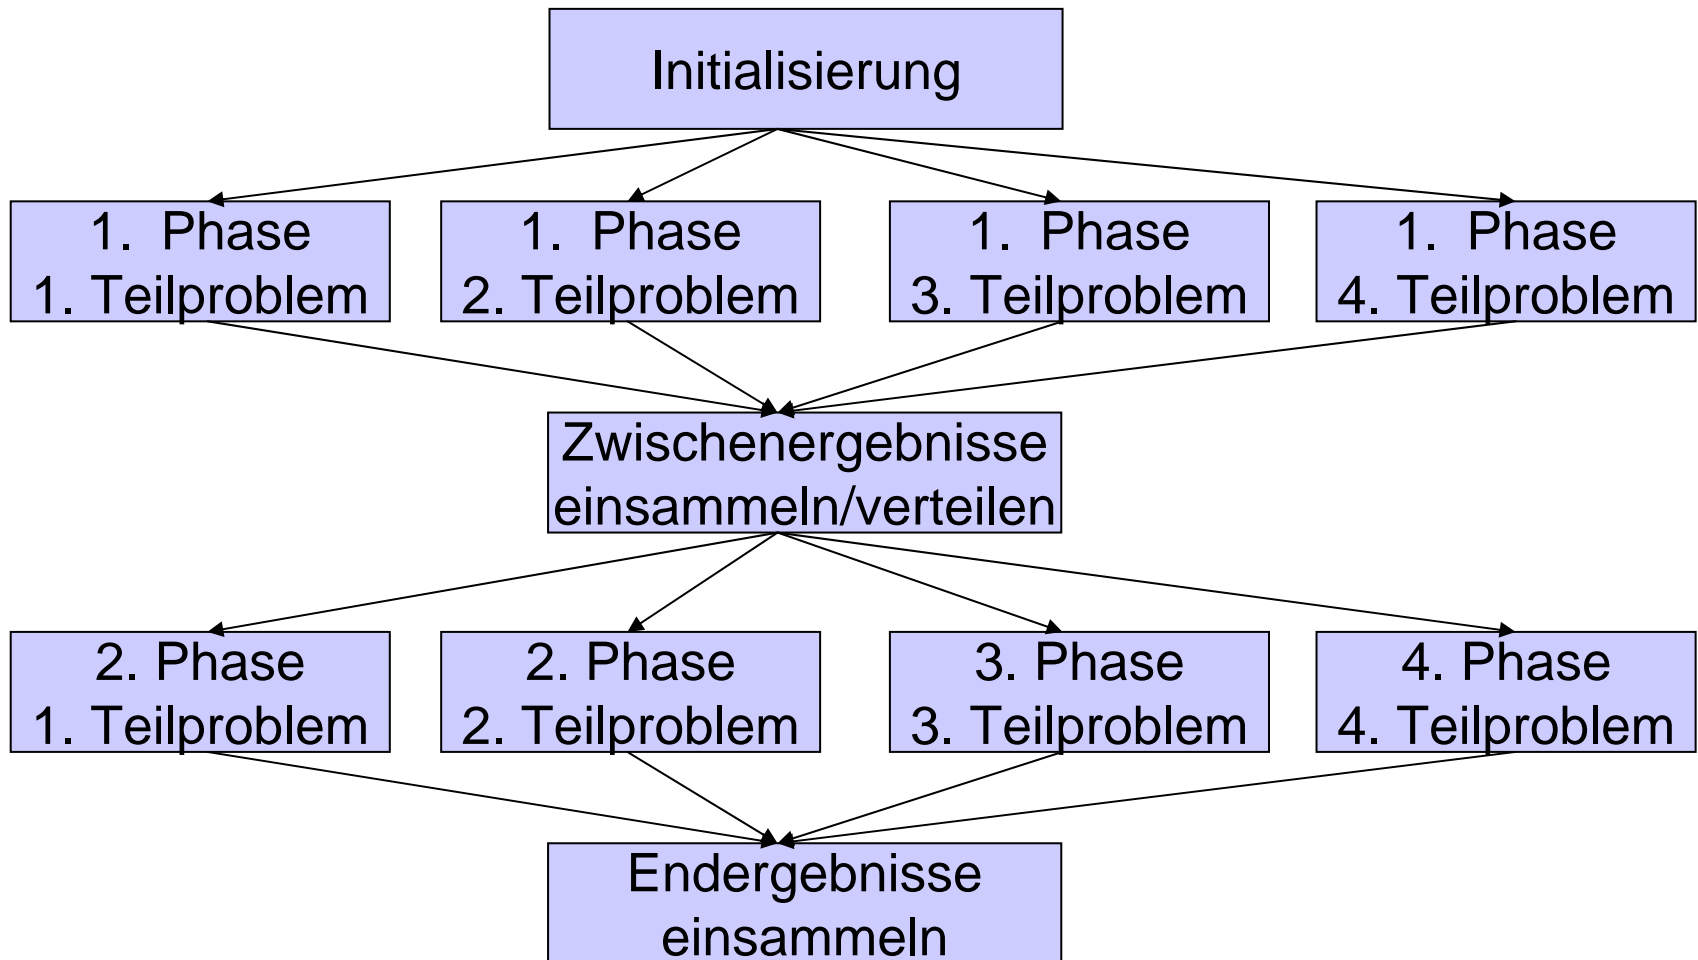 Initialisierung
1. Phase
1. Teilproblem
1. Phase
2. Teilproblem
1. Phase
3. Teilproblem
1. Phase
4. Teilproblem
Zwischenergebnisse
einsammeln/verteilen
2. Phase
1. Teilproblem
2. Phase
2. Teilproblem
3. Phase
3. Teilproblem
4. Phase
4. Teilproblem
Endergebnisse
einsammeln